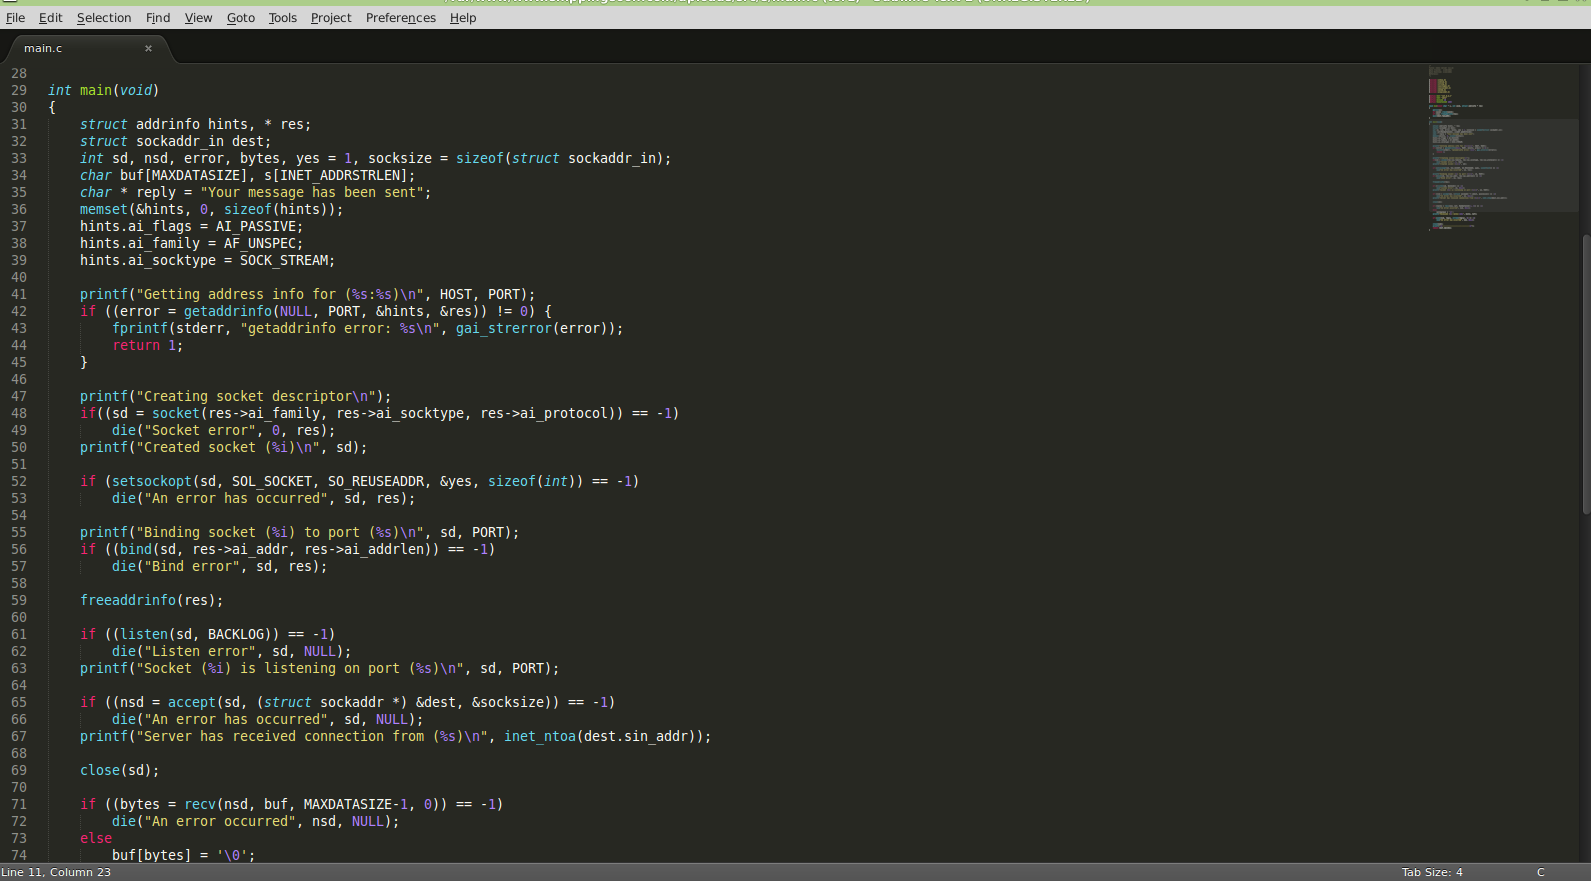 File Edit Selection Find View Goto Tools Project Preferences Help
main.c ×
28
29 int main(void)
30 {
31     struct addrinfo hints, * res;
32     struct sockaddr_in dest;
33     int sd, nsd, error, bytes, yes = 1, socksize = sizeof(struct sockaddr_in);
34     char buf[MAXDATASIZE], s[INET_ADDRSTRLEN];
35     char * reply = "Your message has been sent";
36     memset(&hints, 0, sizeof(hints));
37     hints.ai_flags = AI_PASSIVE;
38     hints.ai_family = AF_UNSPEC;
39     hints.ai_socktype = SOCK_STREAM;
40
41     printf("Getting address info for (%s:%s)\n", HOST, PORT);
42     if ((error = getaddrinfo(NULL, PORT, &hints, &res)) != 0) {
43         fprintf(stderr, "getaddrinfo error: %s\n", gai_strerror(error));
44         return 1;
45     }
46
47     printf("Creating socket descriptor\n");
48     if((sd = socket(res->ai_family, res->ai_socktype, res->ai_protocol)) == -1)
49         die("Socket error", 0, res);
50     printf("Created socket (%i)\n", sd);
51
52     if (setsockopt(sd, SOL_SOCKET, SO_REUSEADDR, &yes, sizeof(int)) == -1)
53         die("An error has occurred", sd, res);
54
55     printf("Binding socket (%i) to port (%s)\n", sd, PORT);
56     if ((bind(sd, res->ai_addr, res->ai_addrlen)) == -1)
57         die("Bind error", sd, res);
58
59     freeaddrinfo(res);
60
61     if ((listen(sd, BACKLOG)) == -1)
62         die("Listen error", sd, NULL);
63     printf("Socket (%i) is listening on port (%s)\n", sd, PORT);
64
65     if ((nsd = accept(sd, (struct sockaddr *) &dest, &socksize)) == -1)
66         die("An error has occurred", sd, NULL);
67     printf("Server has received connection from (%s)\n", inet_ntoa(dest.sin_addr));
68
69     close(sd);
70
71     if ((bytes = recv(nsd, buf, MAXDATASIZE-1, 0)) == -1)
72         die("An error occurred", nsd, NULL);
73     else
74         buf[bytes] = '\0';
Line 11, Column 23 Tab Size: 4 C